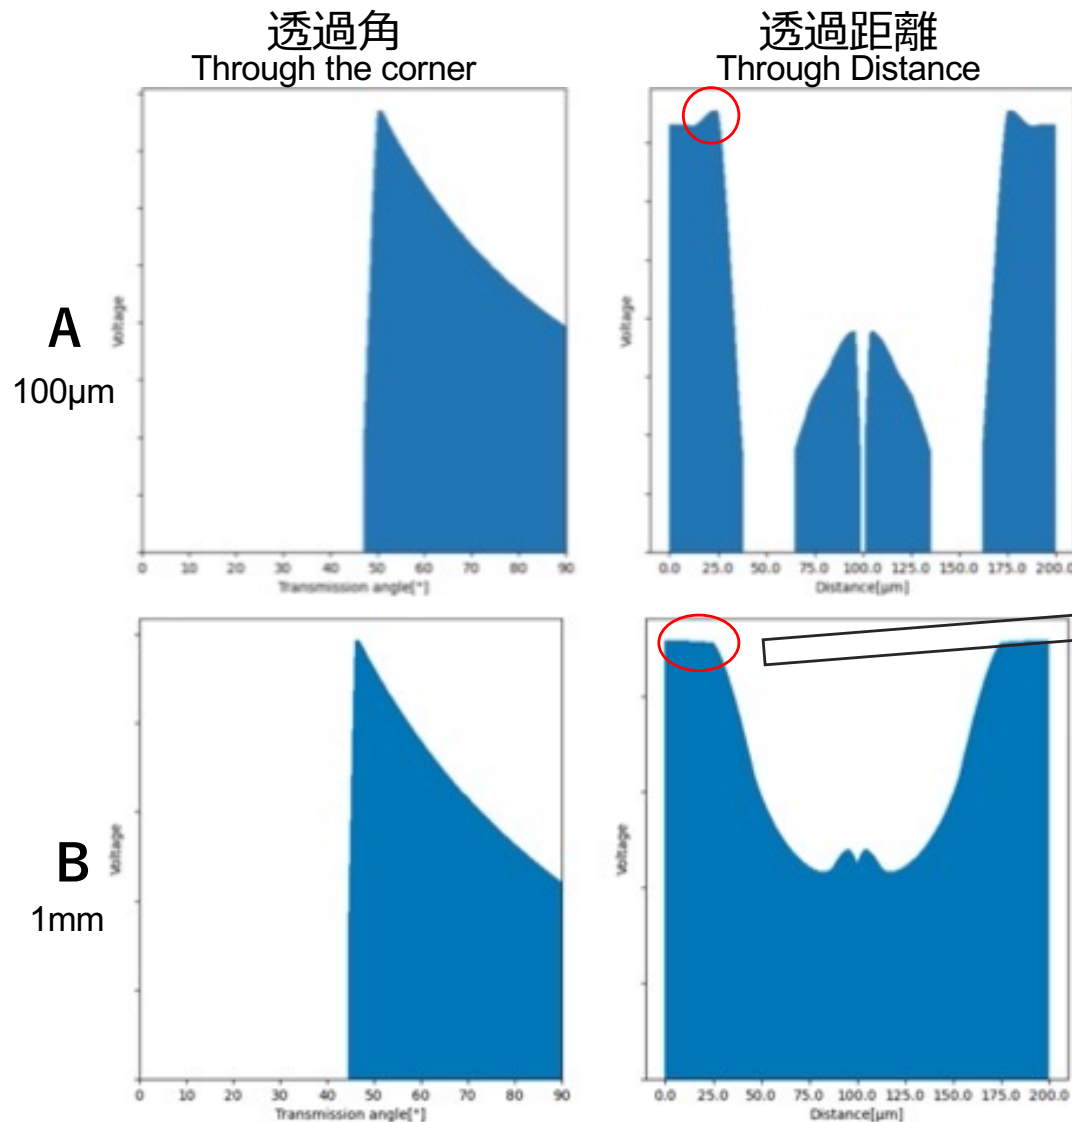 透過角
Through the corner
透過距離
Through Distance
A
100μm
Voltage
0 10 20 30 40 50 60 70 80 90
Transmission angle[°]
Voltage
0.0 25.0 50.0 75.0 100.0 125.0 150.0 175.0 200.0
Distance[μm]
B
1mm
Voltage
0 10 20 30 40 50 60 70 80 90
Transmission angle[°]
Voltage
0.0 25.0 50.0 75.0 100.0 125.0 150.0 175.0 200.0
Distance[μm]